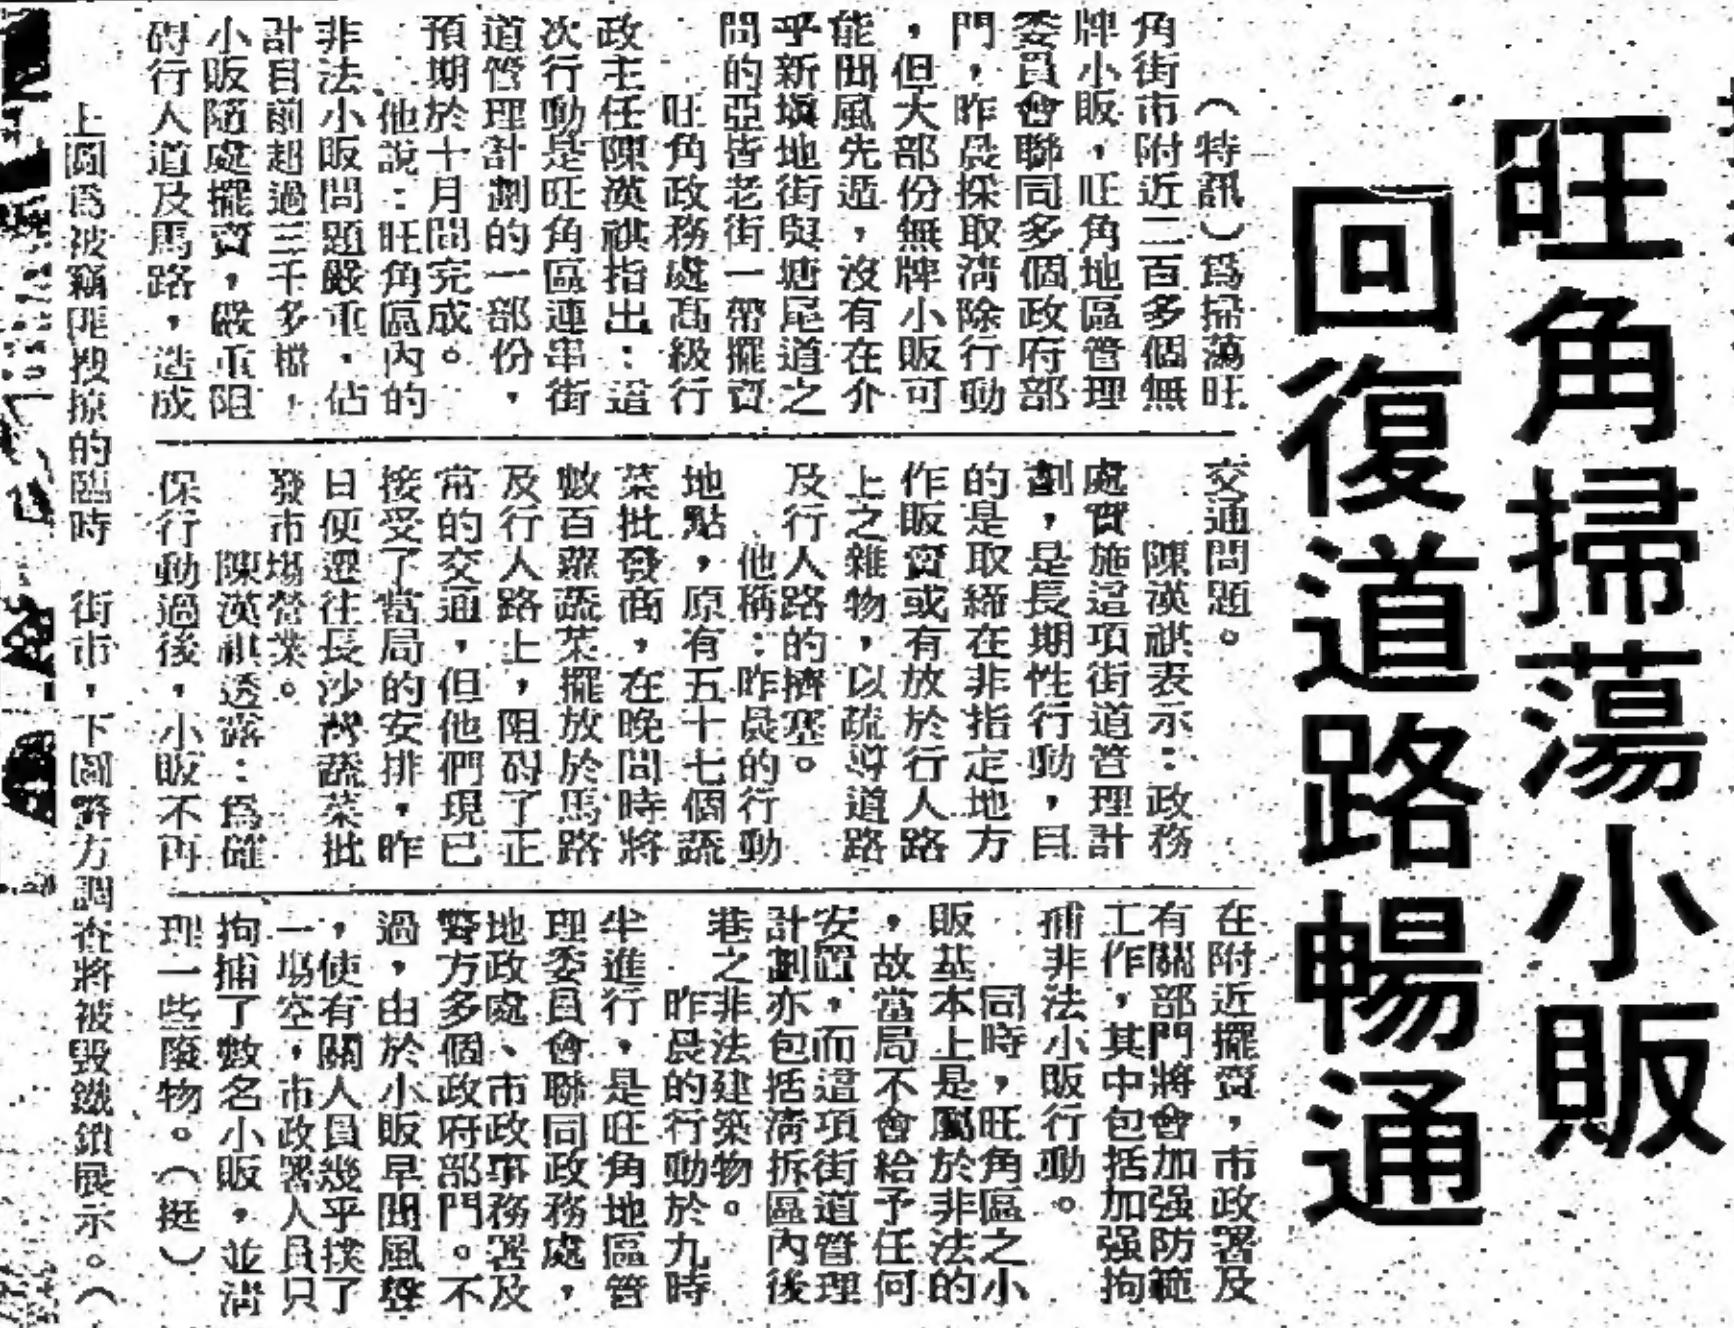 旺角掃蕩小販
回復道路暢通
（特訊）爲掃蕩旺
角街市附近二百多個無
牌小販，旺角地區管理
委員會聯同多個政府部
門，昨晨採取淸除行動
，但大部份無牌小販可
能聞風先遁，沒有在介
乎新塡地街與塘尾道之
間的亞皆老街一帶擺賣
旺角政務處高級行
政主任陳漢祺指出：這
次行動是旺角區連串街
道管理計劃的一部份，
預期於十月間完成。
他說：旺角區內的
非法小販問題嚴重，佔
計目前超過三千多檔，
小販隨處擺賣，嚴重阻
碍行人道及馬路，造成
交通問題。
陳漢祺表示：政務
處實施這項街道管理計
劃，是長期性行動，目
的是取締在非指定地方
作販賣或有放於行人路
上之雜物，以疏導道路
及行人路的擠塞。
他稱：昨晨的行動
地點，原有五十七個蔬
菜批發商，在晚間時將
數百籮蔬菜擺放於馬路
及行人路上，阻碍了正
常的交通，但他們現已
接受了當局的安排，昨
日便遷往長沙灣蔬菜批
發市場營業。
陳漢祺透露：爲確
保行動過後，小販不再
在附近擺賣，市政署及
有關部門將會加强防範
工作，其中包括加强拘
捕非法小販行動。
同時，旺角區之小
販基本上是屬於非法的
，故當局不會給予任何
安置，而這項街道管理
計劃亦包括淸拆區內後
巷之非法建築物。
昨晨的行動於九時
半進行，是旺角地區管
理委員會聯同政務處，
地政處、市政事務署及
警方多個政府部門。不
過，由於小販早聞風聲
，使有關人員幾乎撲了
一塲空，市政署人員只
拘捕了數名小販，並淸
理一些廢物。（挺）
上圖爲被竊匪搜掠的臨時 街市，下圖警方調查將被毀鐵鎖展示。（